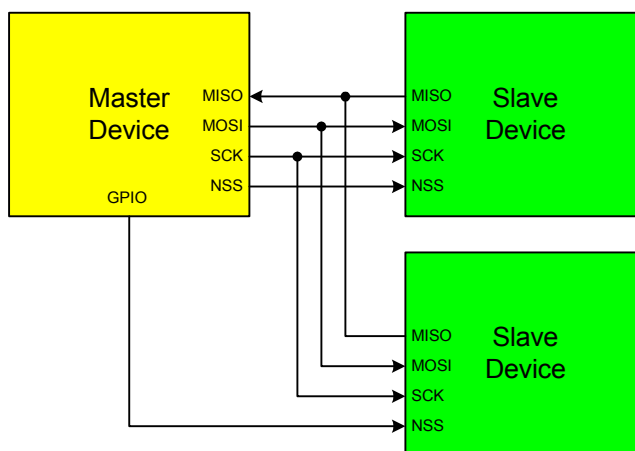 Master
Device
MISO
MOSI
SCK
NSS
GPIO
MISO
MOSI
SCK
NSS
Slave
Device
MISO
MOSI
SCK
NSS
Slave
Device